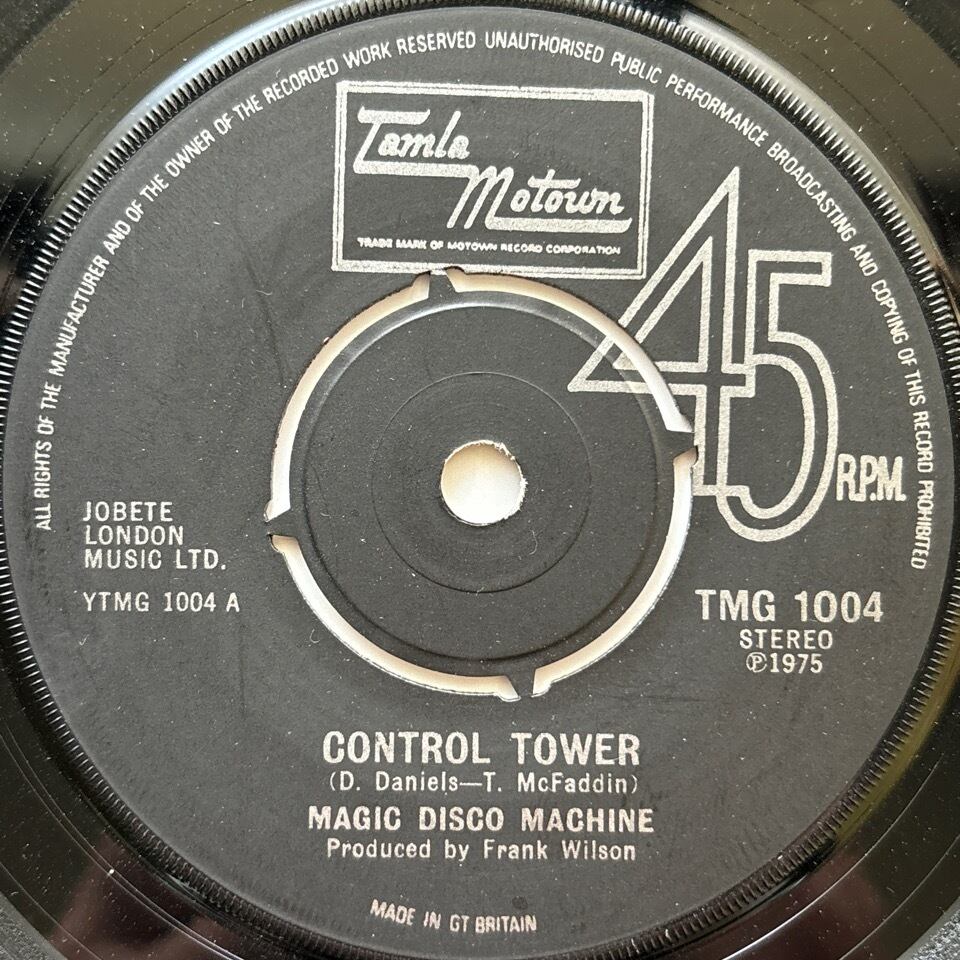 ALL RIGHTS OF THE MANUFACTURER AND OF THE OWNER OF THE RECORDED WORK RESERVED UNAUTHORISED PUBLIC PERFORMANCE BROADCASTING AND COPYING OF THIS RECORD PROHIBITED
Tamla
Motown
TRADE MARK OF MOTOWN RECORD CORPORATION
45
R.P.M.
JOBETE
LONDON
MUSIC LTD.
YTMG 1004 A
TMG 1004
STEREO
℗1975
CONTROL TOWER
(D. Daniels—T. McFaddin)
MAGIC DISCO MACHINE
Produced by Frank Wilson
MADE IN GT BRITAIN